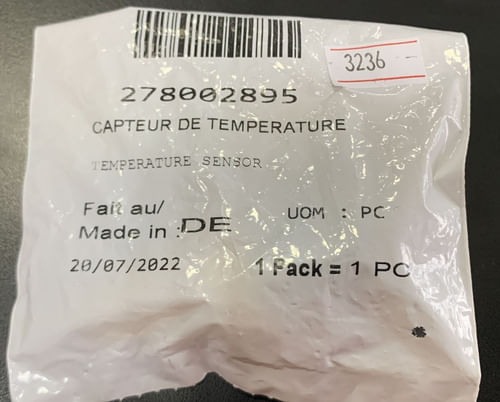 3236
278002895
CAPTEUR DE TEMPERATURE
TEMPERATURE SENSOR
Fait au/
Made in : DE
UOM : PC
20/07/2022
1 Pack = 1 PC